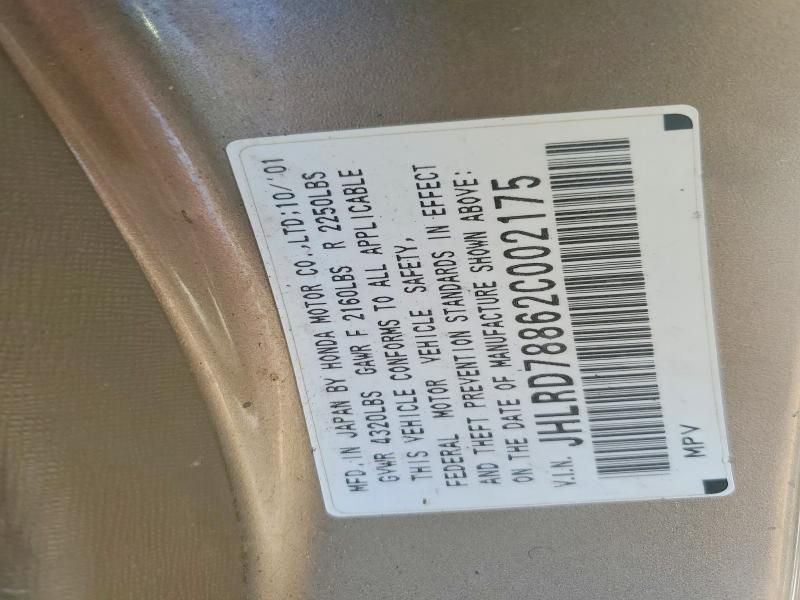 MFD. IN JAPAN BY HONDA MOTOR CO.,LTD;10/'01
GVWR 4320LBS GAWR F 2160LBS R 2250LBS
THIS VEHICLE CONFORMS TO ALL APPLICABLE
FEDERAL MOTOR VEHICLE SAFETY,
AND THEFT PREVENTION STANDARDS IN EFFECT
ON THE DATE OF MANUFACTURE SHOWN ABOVE:
V.I.N. JHLRD78862C002175
MPV